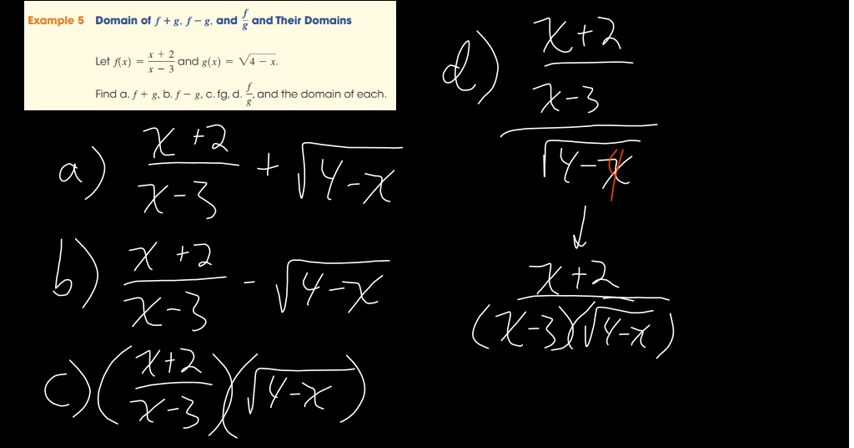 Example 5 Domain of f + g, f − g, and f/g and Their Domains
Let f(x) = (x + 2)/(x − 3) and g(x) = √(4 − x).
Find a. f + g, b. f − g, c. fg, d. f/g, and the domain of each.
a) (x+2)/(x−3) + √(4−x)
b) (x+2)/(x−3) − √(4−x)
c) ((x+2)/(x−3))(√(4−x))
d) ((x+2)/(x−3))/√(4−x)
↓
(x+2)/((x−3)(√(4−x)))